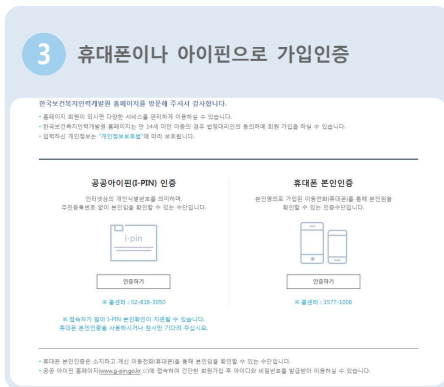 3 휴대폰이나 아이핀으로 가입인증
한국보건복지인력개발원 홈페이지를 방문해 주셔서 감사합니다.
- 홈페이지 회원이 되시면 다양한 서비스를 편리하게 이용하실 수 있습니다.
- 한국보건복지인력개발원 홈페이지는 만 14세 미만 아동의 경우 법정대리인의 동의하에 회원 가입을 하실 수 있습니다.
- 입력하신 개인정보는 "개인정보보호법"에 따라 보호됩니다.
공공아이핀(I-PIN) 인증
인터넷상의 개인식별번호를 의미하며,
주민등록번호 없이 본인임을 확인할 수 있는 수단입니다.
i-pin
인증하기
※ 콜센터 : 02-818-3050
※ 접속자가 많아 I-PIN 본인확인이 지연될 수 있습니다.
휴대폰 본인인증을 사용하시거나 잠시만 기다려 주십시오.
휴대폰 본인인증
본인명의로 가입된 이동전화(휴대폰)를 통해 본인임을
확인할 수 있는 인증수단입니다.
인증하기
※ 콜센터 : 1577-1006
- 휴대폰 본인인증은 소지하고 계신 이동전화(휴대폰)을 통해 본인임을 확인할 수 있는 수단입니다.
- 공공 아이핀 홈페이지(www.g-pin.go.kr)에 접속하여 간단한 회원가입 후 아이디와 비밀번호를 발급받아 이용하실 수 있습니다.